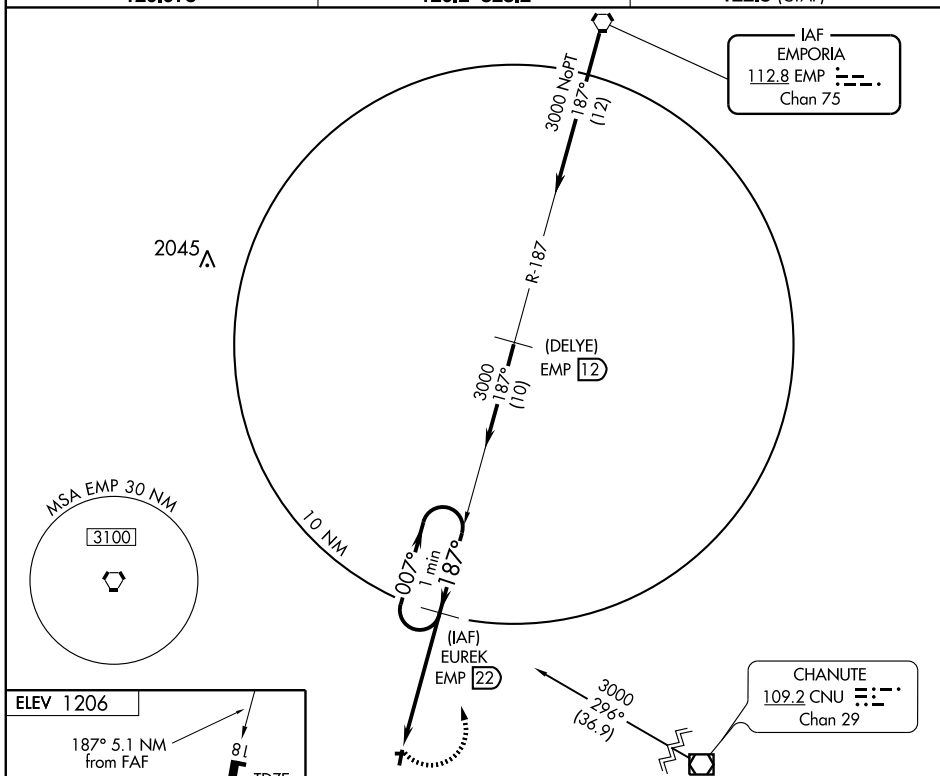 IAF
EMPORIA
112.8 EMP
Chan 75
3000 NoPT
187°
(12)
2045
R-187
(DELYE)
EMP 12
3000
187°
(10)
MSA EMP 30 NM
3100
10 NM
007°
1 min
187°
(IAF)
EUREK
EMP 22
3000
296°
(36.9)
CHANUTE
109.2 CNU
Chan 29
ELEV 1206
187° 5.1 NM
from FAF
18